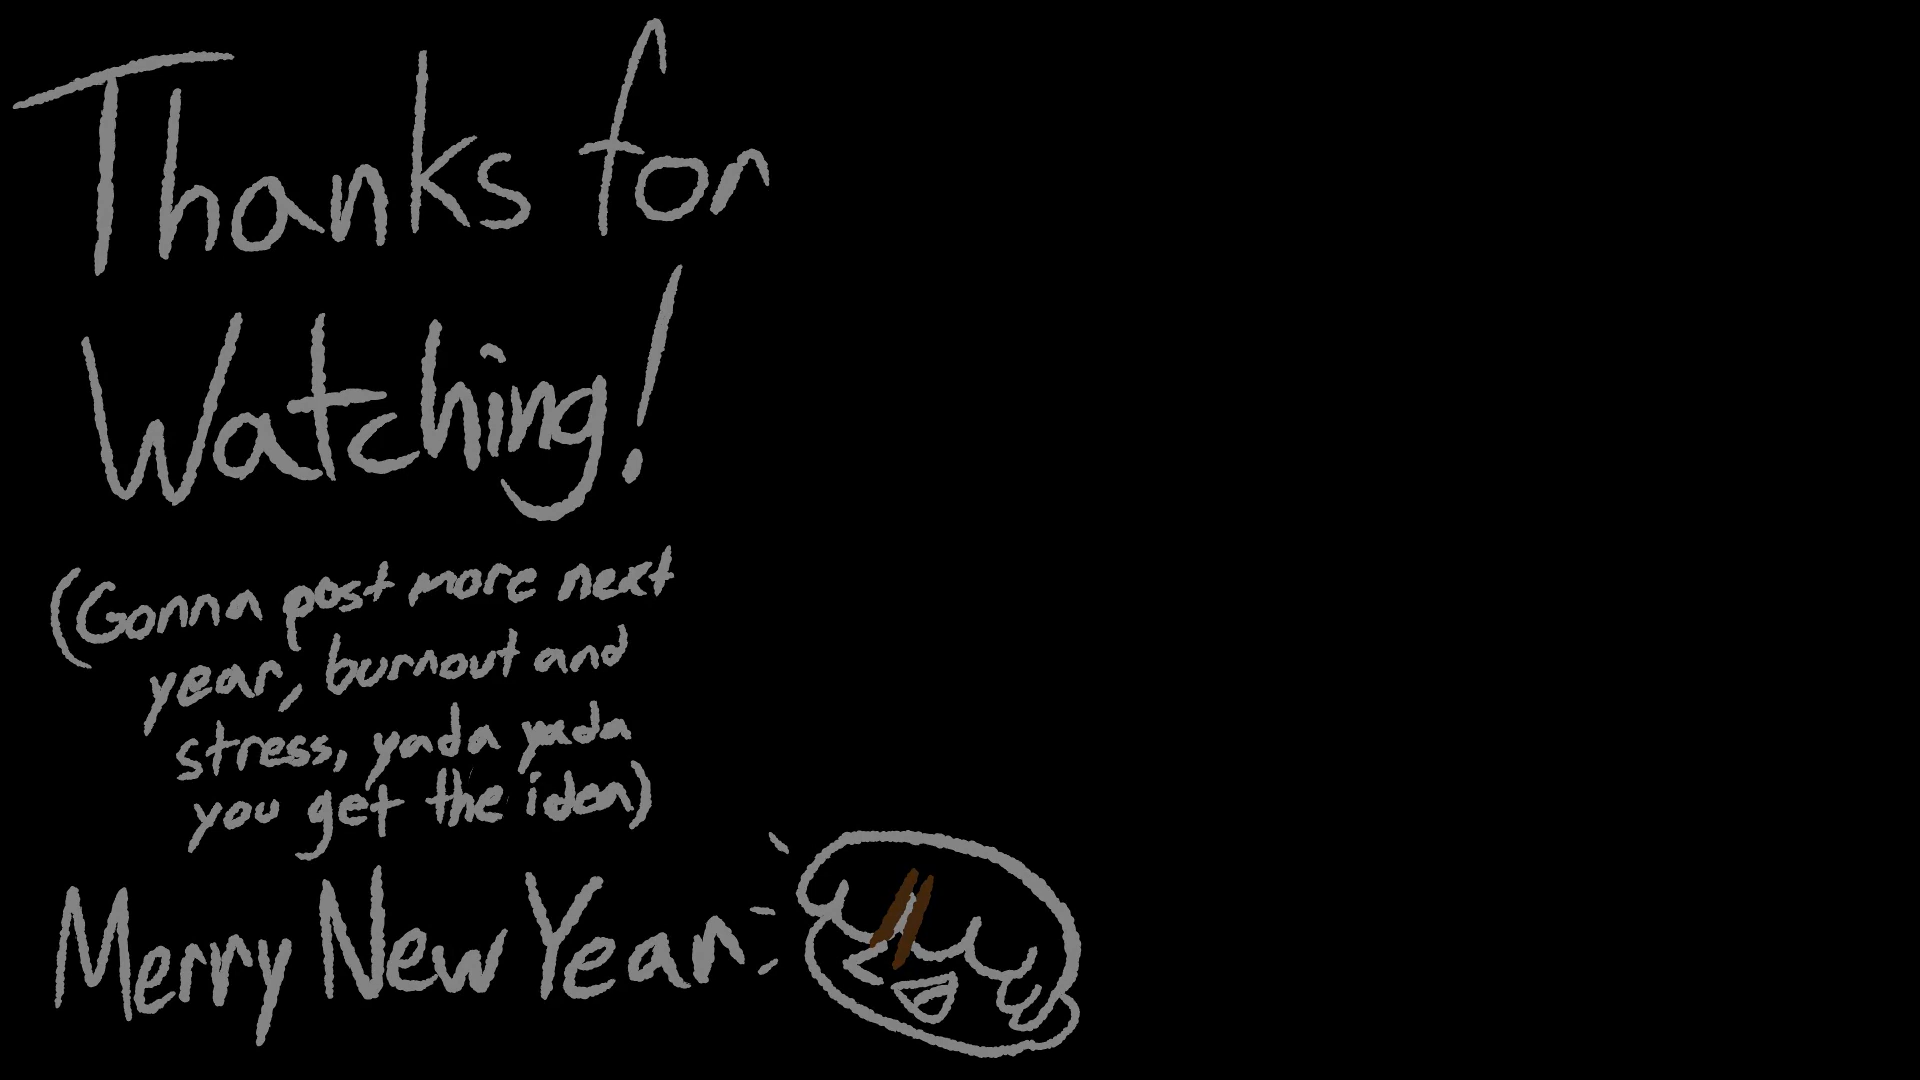 Thanks for
Watching!
(Gonna post more next
year, burnout and
stress, yada yada
you get the idea)
Merry New Year.